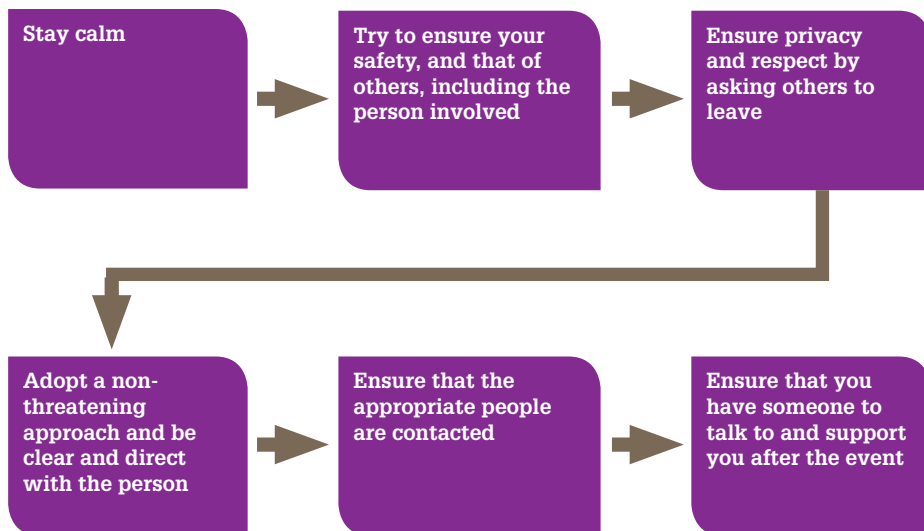 Stay calm
Try to ensure your
safety, and that of
others, including the
person involved
Ensure privacy
and respect by
asking others to
leave
Adopt a non-
threatening
approach and be
clear and direct
with the person
Ensure that the
appropriate people
are contacted
Ensure that you
have someone to
talk to and support
you after the event